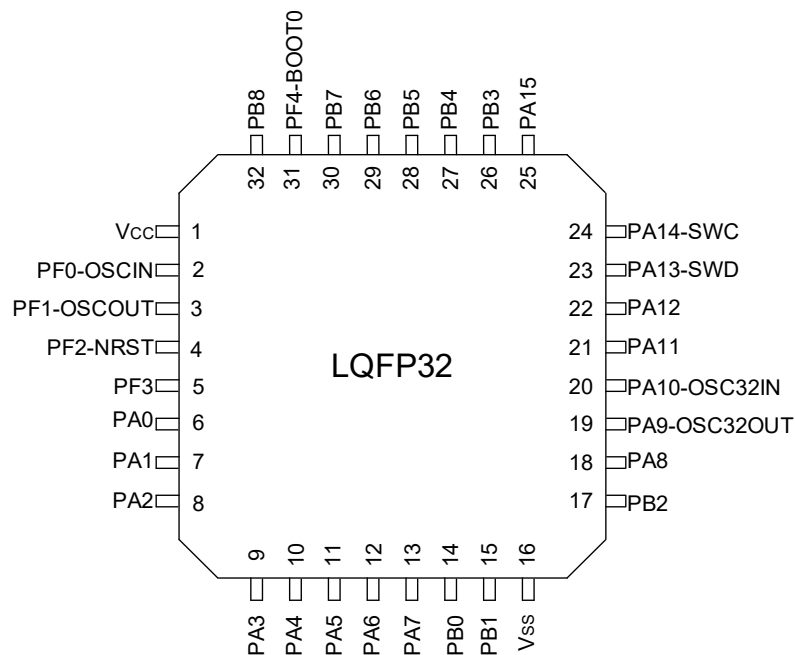 PB8
PF4-BOOT0
PB7
PB6
PB5
PB4
PB3
PA15
32
31
30
29
28
27
26
25
Vcc 1
PF0-OSCIN 2
PF1-OSCOUT 3
PF2-NRST 4
PF3 5
PA0 6
PA1 7
PA2 8
LQFP32
24 PA14-SWC
23 PA13-SWD
22 PA12
21 PA11
20 PA10-OSC32IN
19 PA9-OSC32OUT
18 PA8
17 PB2
9
10
11
12
13
14
15
16
PA3
PA4
PA5
PA6
PA7
PB0
PB1
Vss